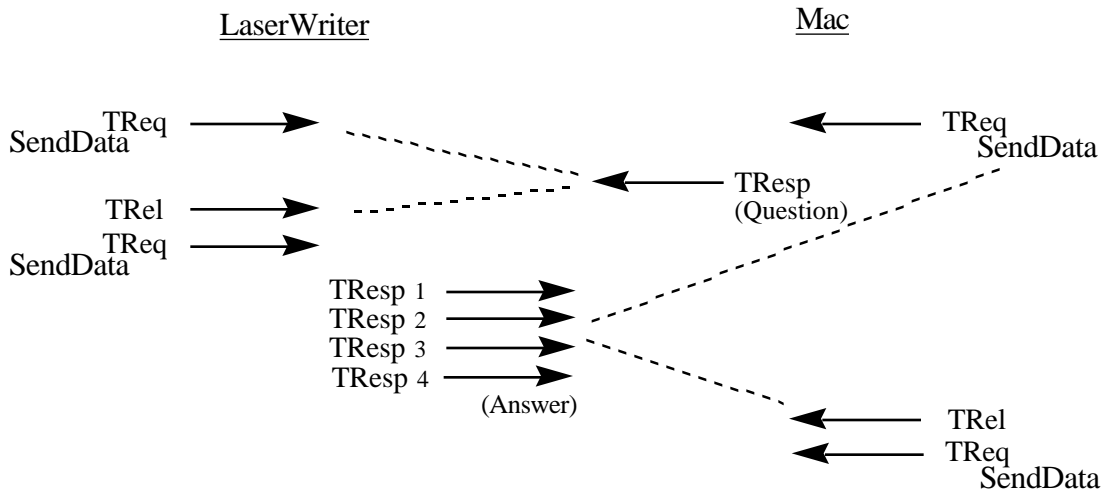 LaserWriter
Mac
TReq
SendData
TReq
SendData
TResp
(Question)
TRel
TReq
SendData
TResp 1
TResp 2
TResp 3
TResp 4
(Answer)
TRel
TReq
SendData